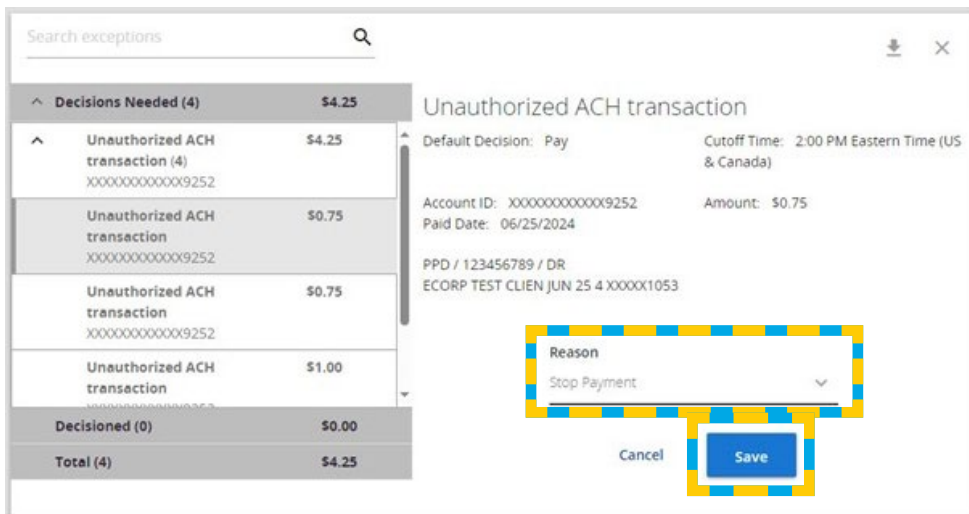 Search exceptions
Decisions Needed (4) $4.25
Unauthorized ACH $4.25
transaction (4)
XXXXXXXXXXXX9252
Unauthorized ACH $0.75
transaction
XXXXXXXXXXXX9252
Unauthorized ACH $0.75
transaction
XXXXXXXXXXXX9252
Unauthorized ACH $1.00
transaction
Decisioned (0) $0.00
Total (4) $4.25
Unauthorized ACH transaction
Default Decision: Pay Cutoff Time: 2:00 PM Eastern Time (US
& Canada)
Account ID: XXXXXXXXXXXX9252 Amount: $0.75
Paid Date: 06/25/2024
PPD / 123456789 / DR
ECORP TEST CLIEN JUN 25 4 XXXXX1053
Reason
Stop Payment
Cancel Save